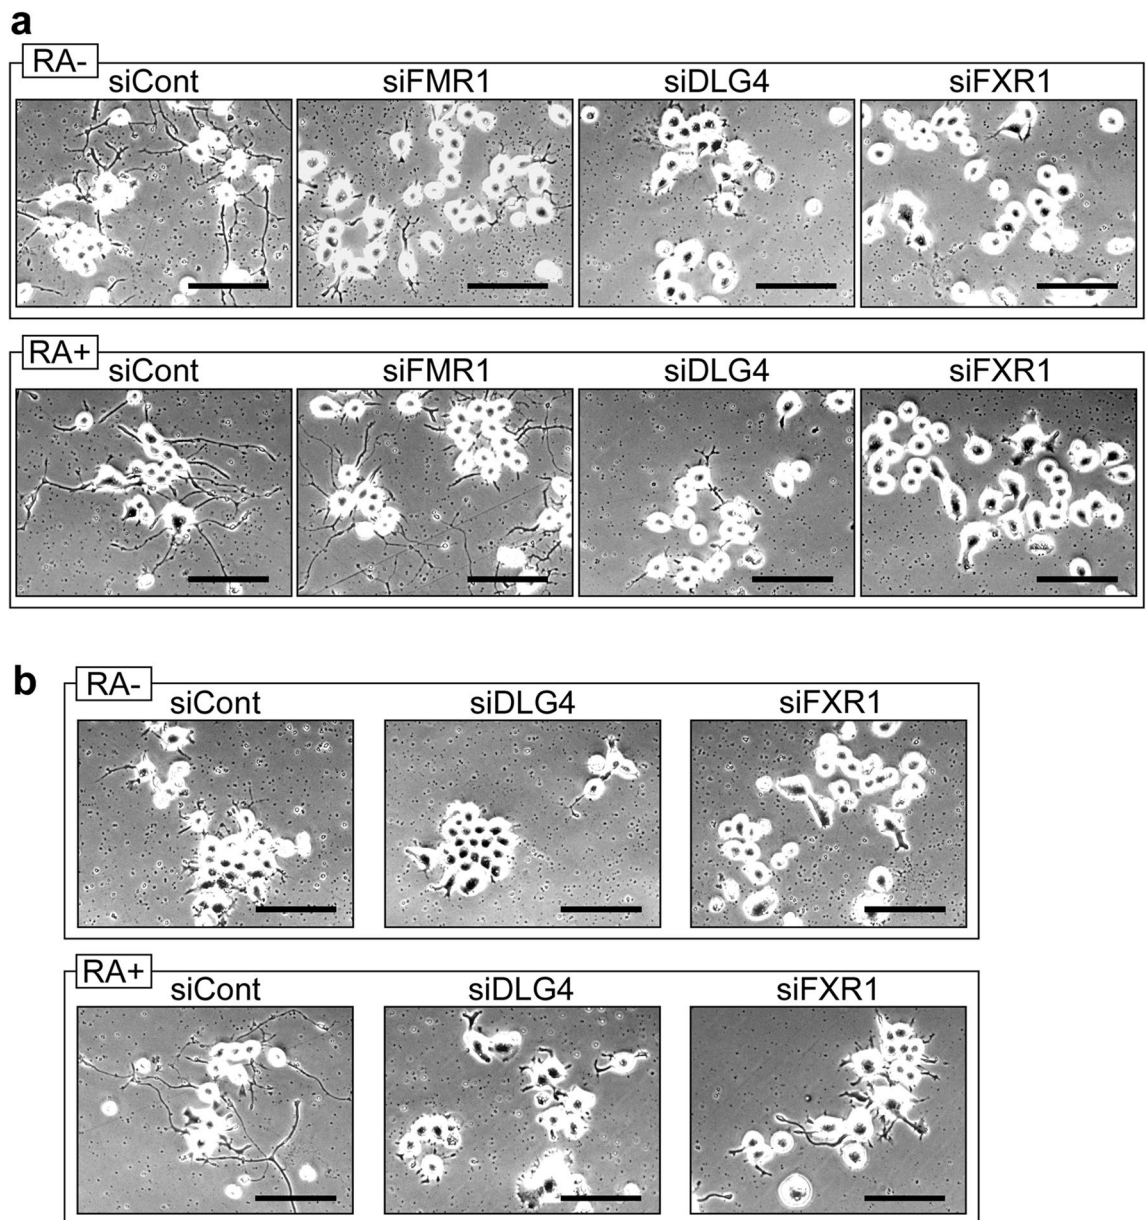 a
RA-
siCont siFMR1 siDLG4 siFXR1
RA+
siCont siFMR1 siDLG4 siFXR1
b
RA-
siCont siDLG4 siFXR1
RA+
siCont siDLG4 siFXR1